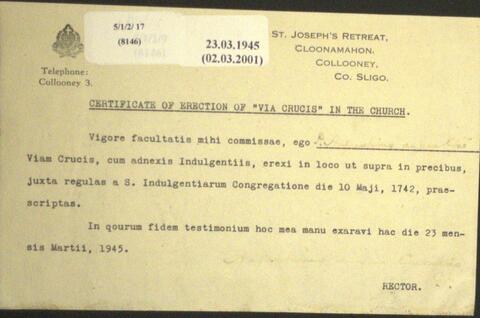 5/1/2/ 17
(8146)
23.03.1945
(02.03.2001)
ST. JOSEPH'S RETREAT,
CLOONAMAHON,
COLLOONEY,
CO. SLIGO.
Telephone:
Collooney 3.
CERTIFICATE OF ERECTION OF "VIA CRUCIS" IN THE CHURCH.
Vigore facultatis mihi commissae, ego
Viam Crucis, cum adnexis Indulgentiis, erexi in loco ut supra in precibus,
juxta regulas a S. Indulgentiarum Congregatione die 10 Maji, 1742, prae-
scriptas.
In qourum fidem testimonium hoc mea manu exaravi hac die 23 men-
sis Martii, 1945.
RECTOR.